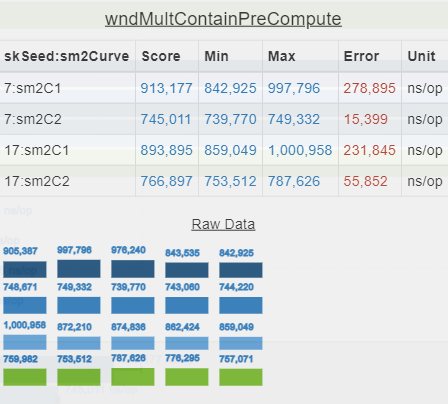 wndMultContainPreCompute
skSeed:sm2Curve Score Min Max Error Unit
7:sm2C1 913,177 842,925 997,796 278,895 ns/op
7:sm2C2 745,011 739,770 749,332 15,399 ns/op
17:sm2C1 893,895 859,049 1,000,958 231,845 ns/op
17:sm2C2 766,897 753,512 787,626 55,852 ns/op
Raw Data
ns/op
905,387 997,796 976,240 843,535 842,925
ns/op
748,671 749,332 739,770 743,060 744,220
1,000,958 872,210 874,836 862,424 859,049
759,982 753,512 787,626 776,295 757,071